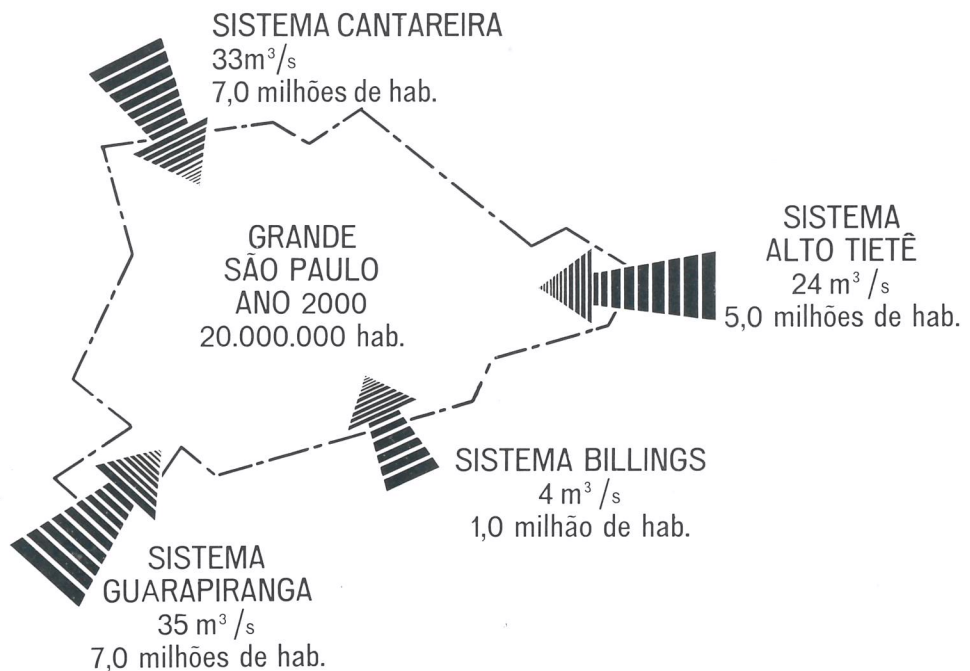 SISTEMA CANTAREIRA
33m³/s
7,0 milhões de hab.
GRANDE
SÃO PAULO
ANO 2000
20.000.000 hab.
SISTEMA
ALTO TIETÊ
24 m³/s
5,0 milhões de hab.
SISTEMA BILLINGS
4 m³/s
1,0 milhão de hab.
SISTEMA
GUARAPIRANGA
35 m³/s
7,0 milhões de hab.